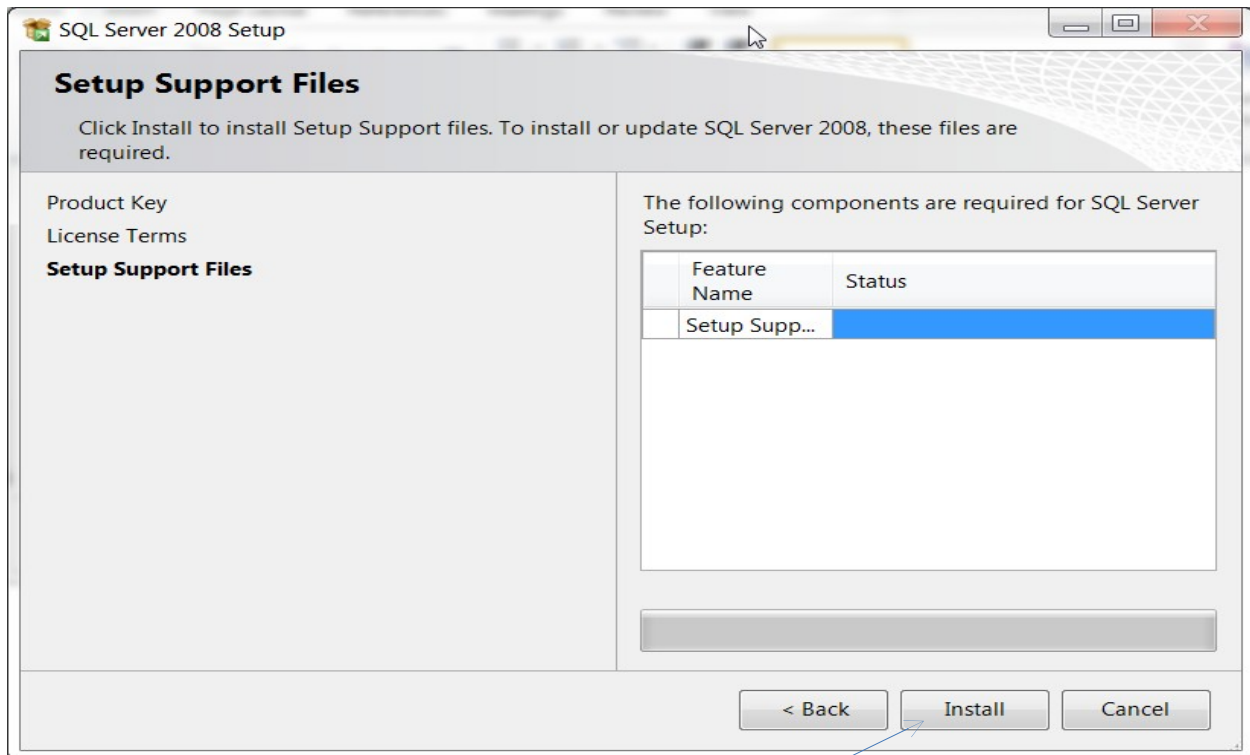 SQL Server 2008 Setup
Setup Support Files
Click Install to install Setup Support files. To install or update SQL Server 2008, these files are
required.
Product Key
License Terms
Setup Support Files
The following components are required for SQL Server
Setup:
Feature
Name
Status
Setup Supp...
< Back
Install
Cancel